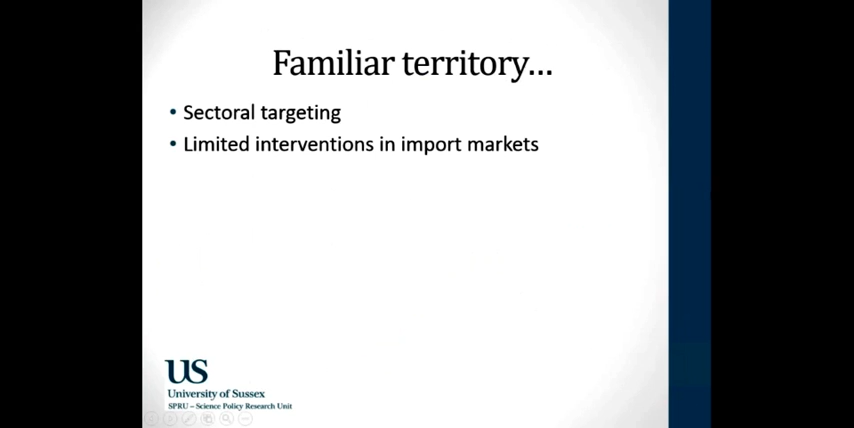 Familiar territory...
• Sectoral targeting
• Limited interventions in import markets
US
University of Sussex
SPRU – Science Policy Research Unit